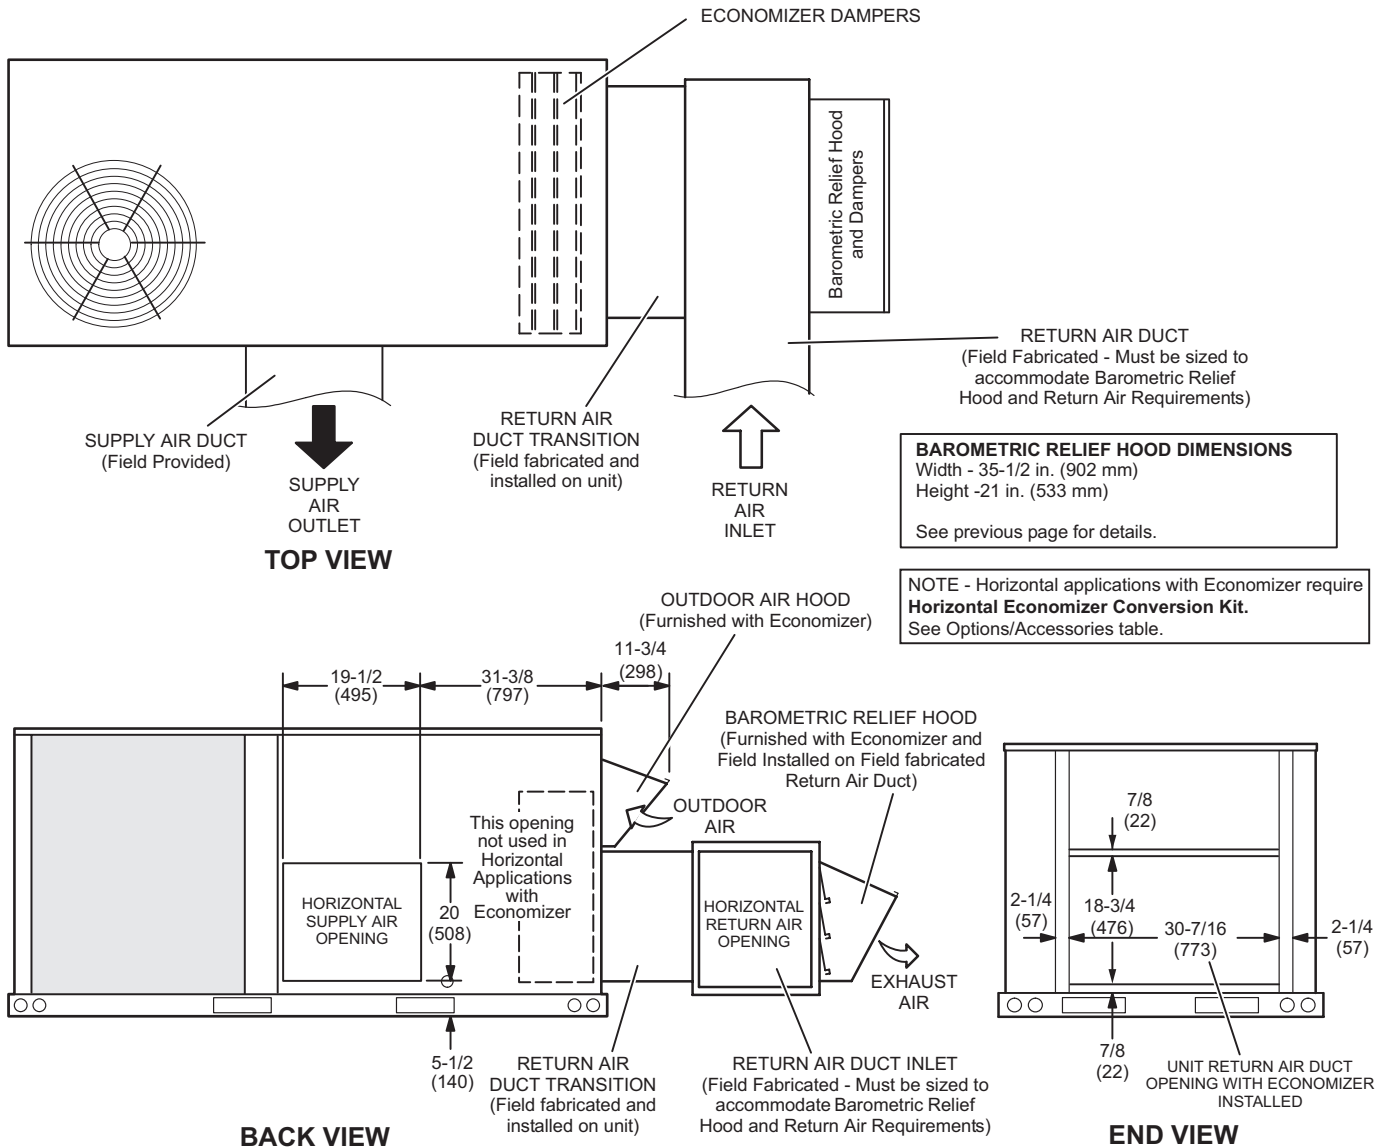 ECONOMIZER DAMPERS
Barometric Relief Hood
and Dampers
RETURN AIR DUCT
(Field Fabricated - Must be sized to
accommodate Barometric Relief
Hood and Return Air Requirements)
SUPPLY AIR DUCT
(Field Provided)
SUPPLY
AIR
OUTLET
RETURN AIR
DUCT TRANSITION
(Field fabricated and
installed on unit)
RETURN
AIR
INLET
TOP VIEW
BAROMETRIC RELIEF HOOD DIMENSIONS
Width - 35-1/2 in. (902 mm)
Height -21 in. (533 mm)
See previous page for details.
NOTE - Horizontal applications with Economizer require
Horizontal Economizer Conversion Kit.
See Options/Accessories table.
OUTDOOR AIR HOOD
(Furnished with Economizer)
19-1/2
(495)
31-3/8
(797)
11-3/4
(298)
BAROMETRIC RELIEF HOOD
(Furnished with Economizer and
Field Installed on Field fabricated
Return Air Duct)
OUTDOOR
AIR
This opening
not used in
Horizontal
Applications
with
Economizer
HORIZONTAL
SUPPLY AIR
OPENING
20
(508)
HORIZONTAL
RETURN AIR
OPENING
EXHAUST
AIR
5-1/2
(140)
RETURN AIR
DUCT TRANSITION
(Field fabricated and
installed on unit)
RETURN AIR DUCT INLET
(Field Fabricated - Must be sized to
accommodate Barometric Relief
Hood and Return Air Requirements)
BACK VIEW
7/8
(22)
2-1/4
(57)
18-3/4
(476)
30-7/16
(773)
2-1/4
(57)
7/8
(22)
UNIT RETURN AIR DUCT
OPENING WITH ECONOMIZER
INSTALLED
END VIEW